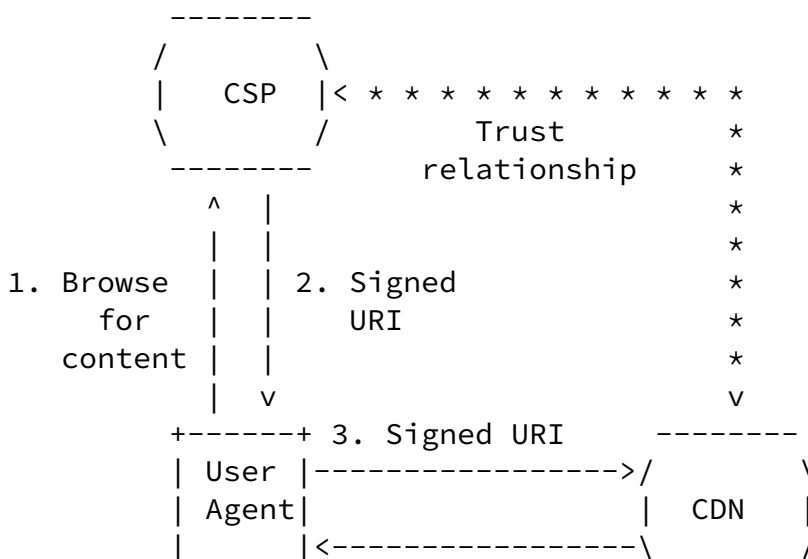 CSP
Trust
relationship
1. Browse 2. Signed
for URI
content
3. Signed URI
User
Agent CDN